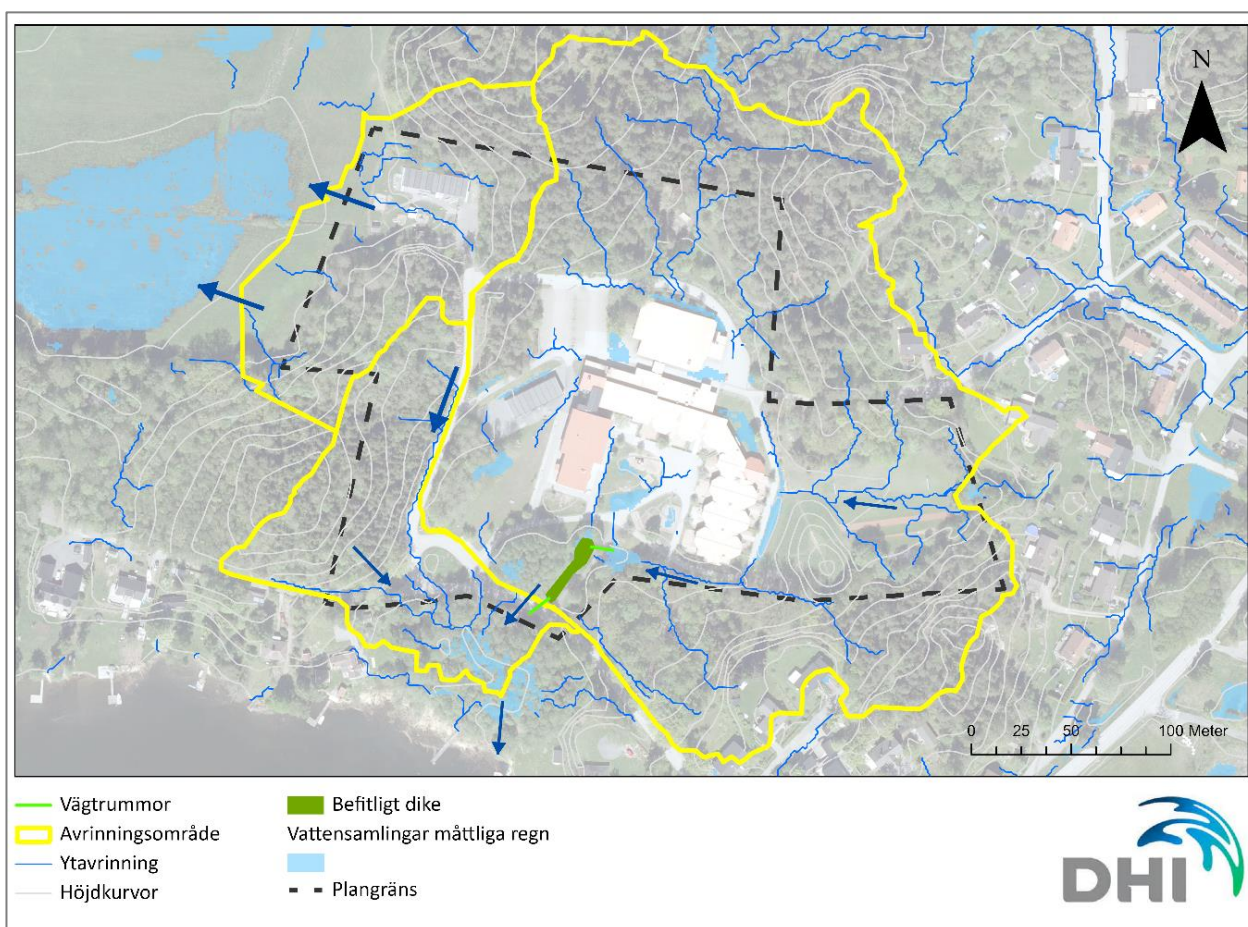 N
0 25 50 100 Meter
Vägtrummor
Avrinningsområde
Ytavrinning
Höjdkurvor
Befitligt dike
Vattensamlingar måttliga regn
Plangräns
DHI